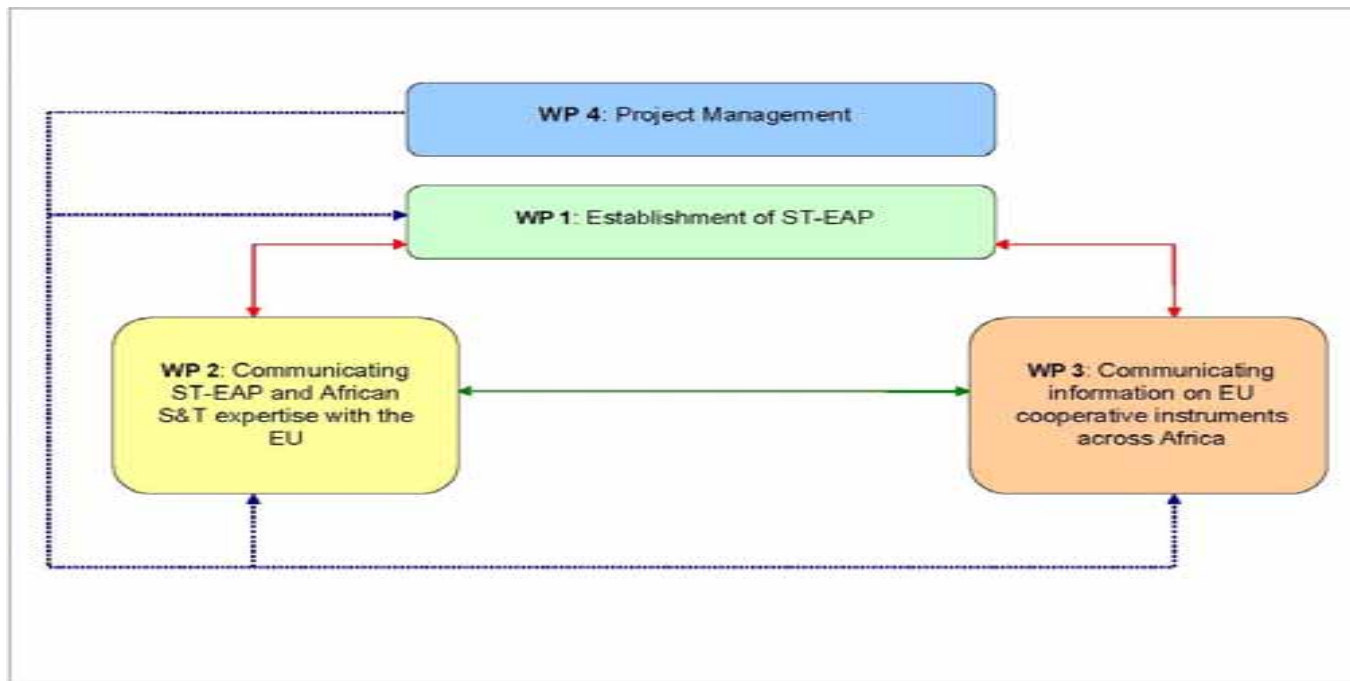 WP 4: Project Management
WP 1: Establishment of ST-EAP
WP 2: Communicating
ST-EAP and African
S&T expertise with the
EU
WP 3: Communicating
information on EU
cooperative instruments
across Africa